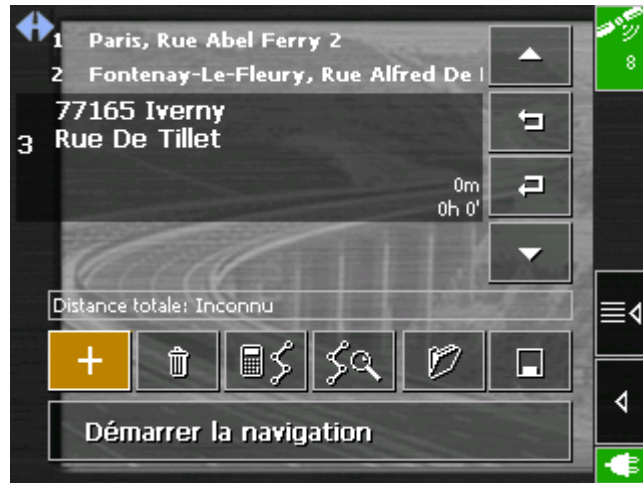 1 Paris, Rue Abel Ferry 2
2 Fontenay-Le-Fleury, Rue Alfred De
77165 Iverny
3 Rue De Tillet
0m
0h 0'
8
Distance totale: Inconnu
Démarrer la navigation